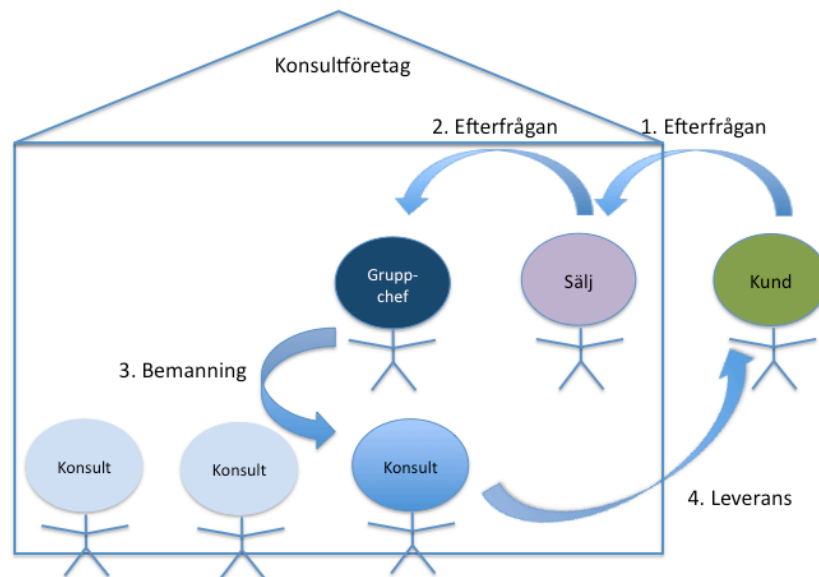 Konsultföretag
2. Efterfrågan
1. Efterfrågan
Grupp-
chef
Sälj
Kund
3. Bemanning
Konsult
Konsult
Konsult
4. Leverans